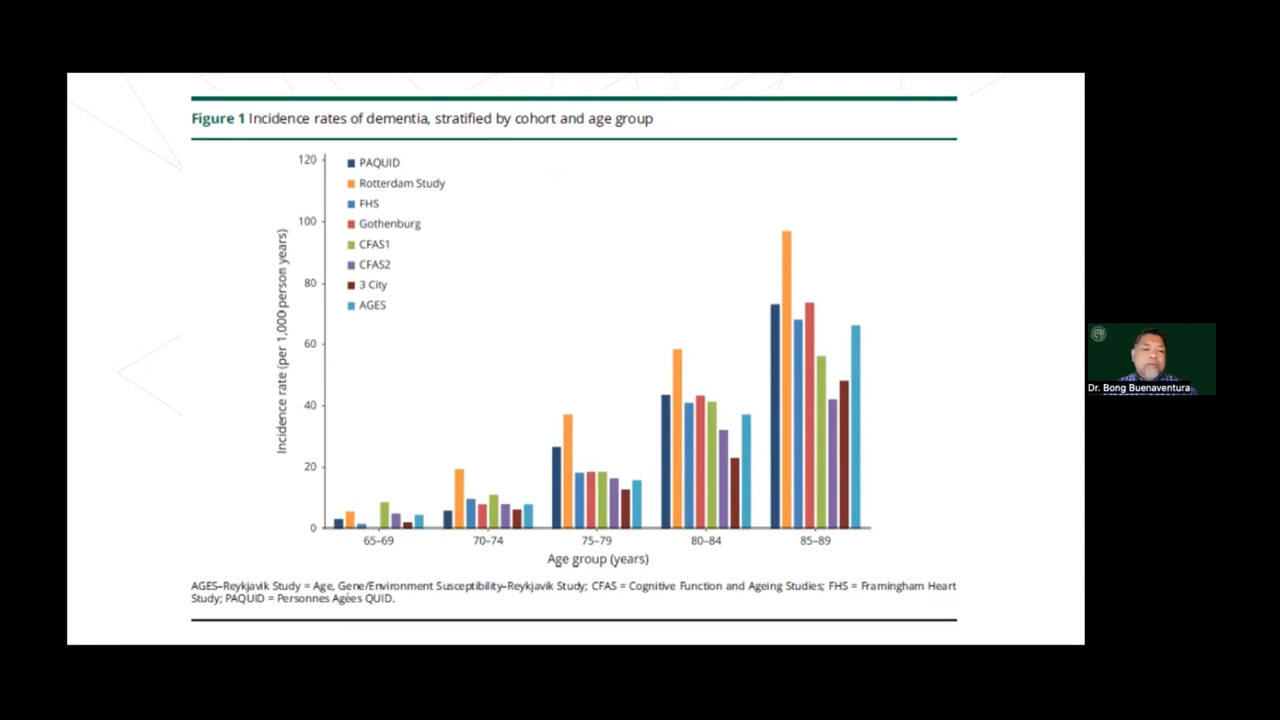 Figure 1 Incidence rates of dementia, stratified by cohort and age group
120
100
80
60
40
20
0
Incidence rate (per 1,000 person years)
PAQUID
Rotterdam Study
FHS
Gothenburg
CFAS1
CFAS2
3 City
AGES
65–69 70–74 75–79 80–84 85–89
Age group (years)
AGES–Reykjavik Study = Age, Gene/Environment Susceptibility–Reykjavik Study; CFAS = Cognitive Function and Ageing Studies; FHS = Framingham Heart
Study; PAQUID = Personnes Agées QUID.
Dr. Bong Buenaventura